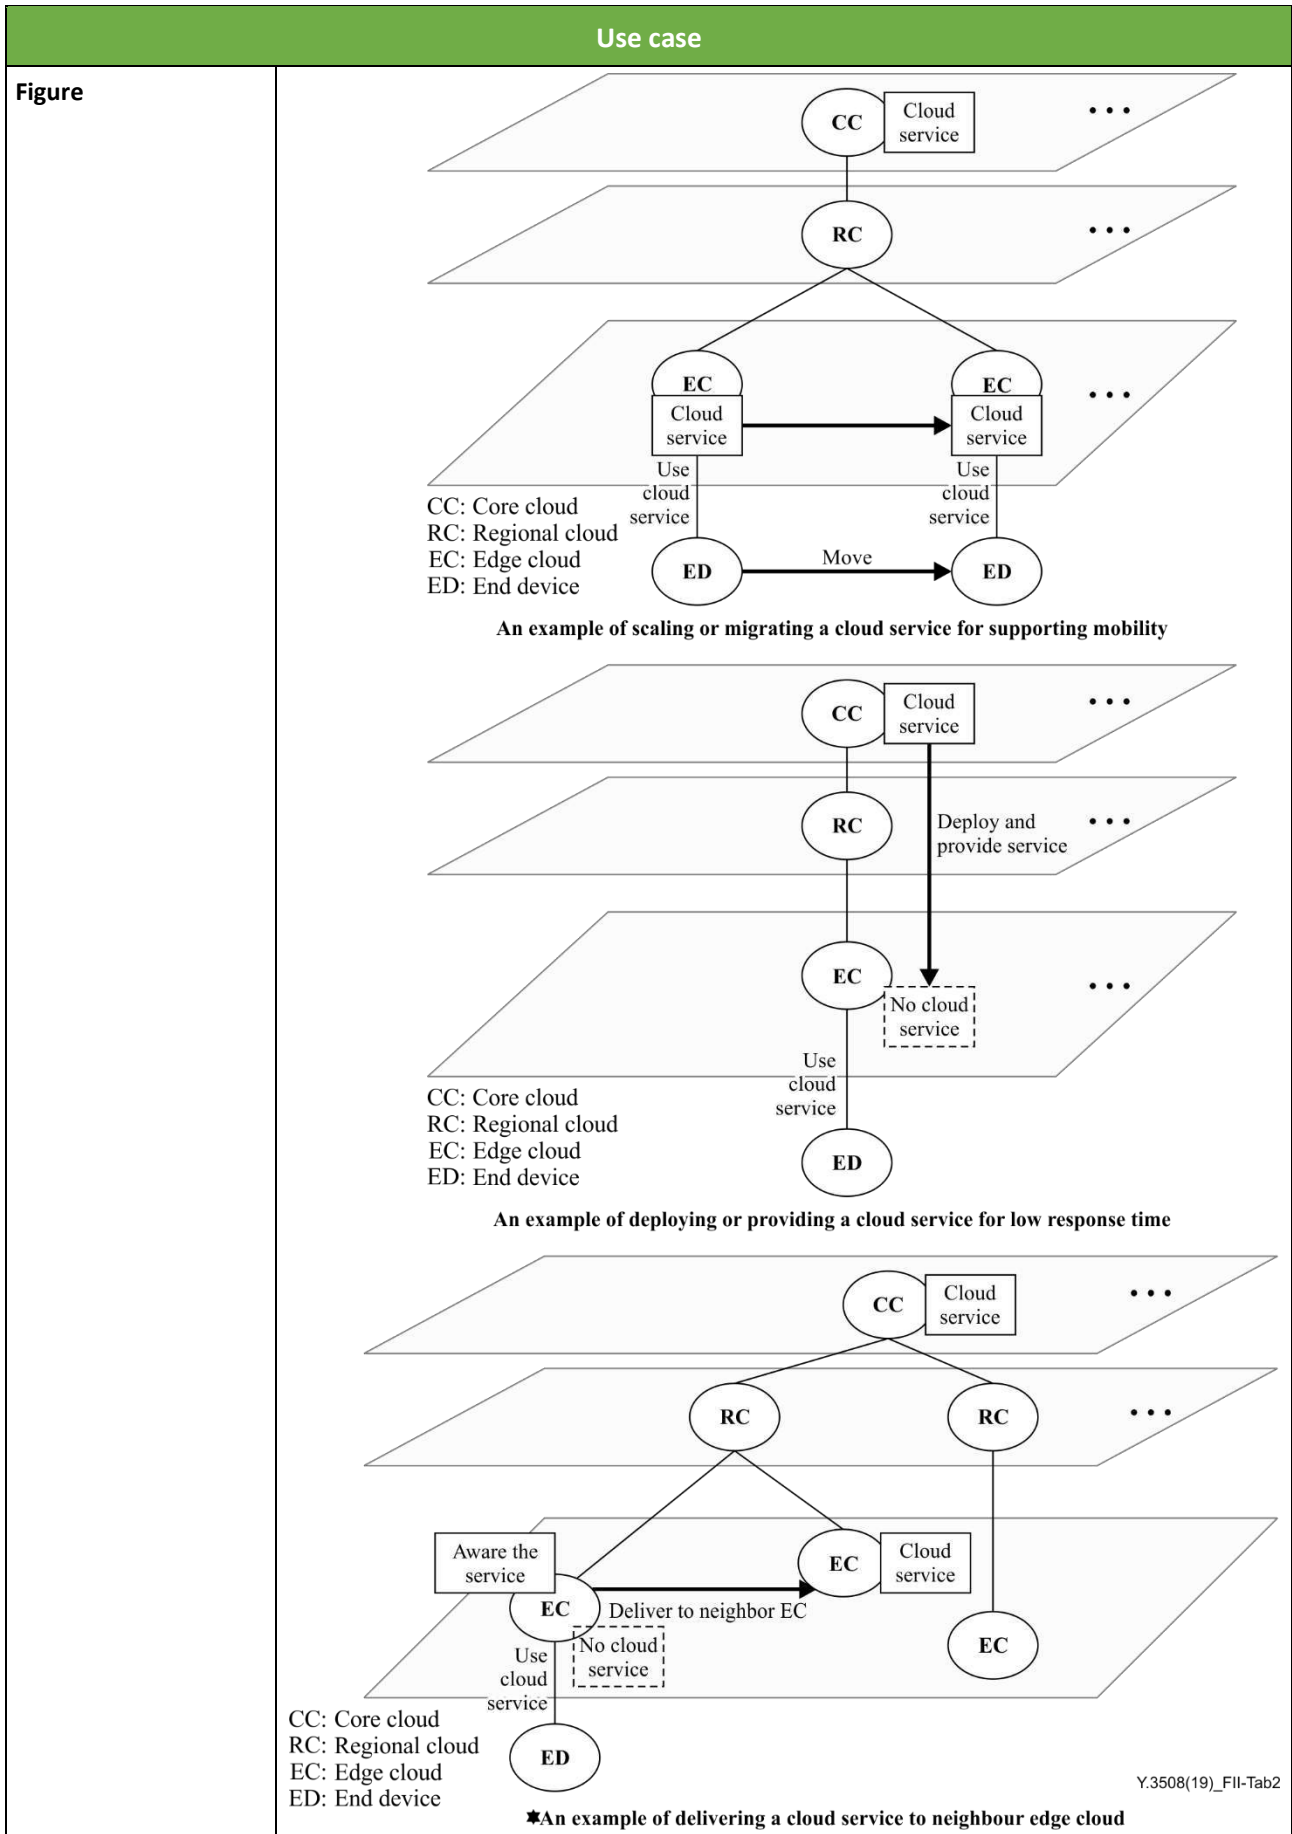 Use case
Figure
CC
Cloud
service
• • •
RC
• • •
EC
Cloud
service
EC
Cloud
service
• • •
Use
cloud
service
Use
cloud
service
CC: Core cloud
RC: Regional cloud
EC: Edge cloud
ED: End device
ED
Move
ED
An example of scaling or migrating a cloud service for supporting mobility
CC
Cloud
service
• • •
RC
Deploy and
provide service
• • •
EC
No cloud
service
• • •
Use
cloud
service
CC: Core cloud
RC: Regional cloud
EC: Edge cloud
ED: End device
ED
An example of deploying or providing a cloud service for low response time
CC
Cloud
service
• • •
RC
RC
• • •
Aware the
service
EC
Cloud
service
EC
Deliver to neighbor EC
No cloud
service
EC
Use
cloud
service
CC: Core cloud
RC: Regional cloud
EC: Edge cloud
ED: End device
ED
Y.3508(19)_FII-Tab2
✱An example of delivering a cloud service to neighbour edge cloud